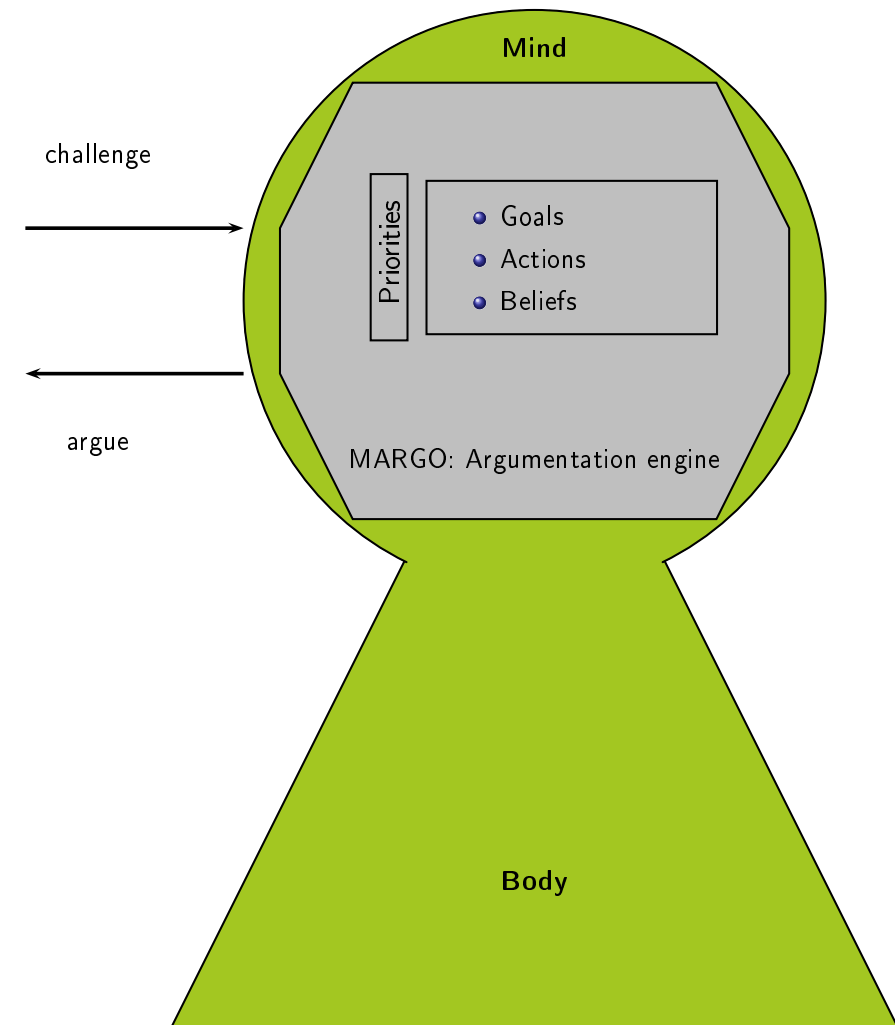 Mind
challenge
Priorities
Goals
Actions
Beliefs
argue
MARGO: Argumentation engine
Body